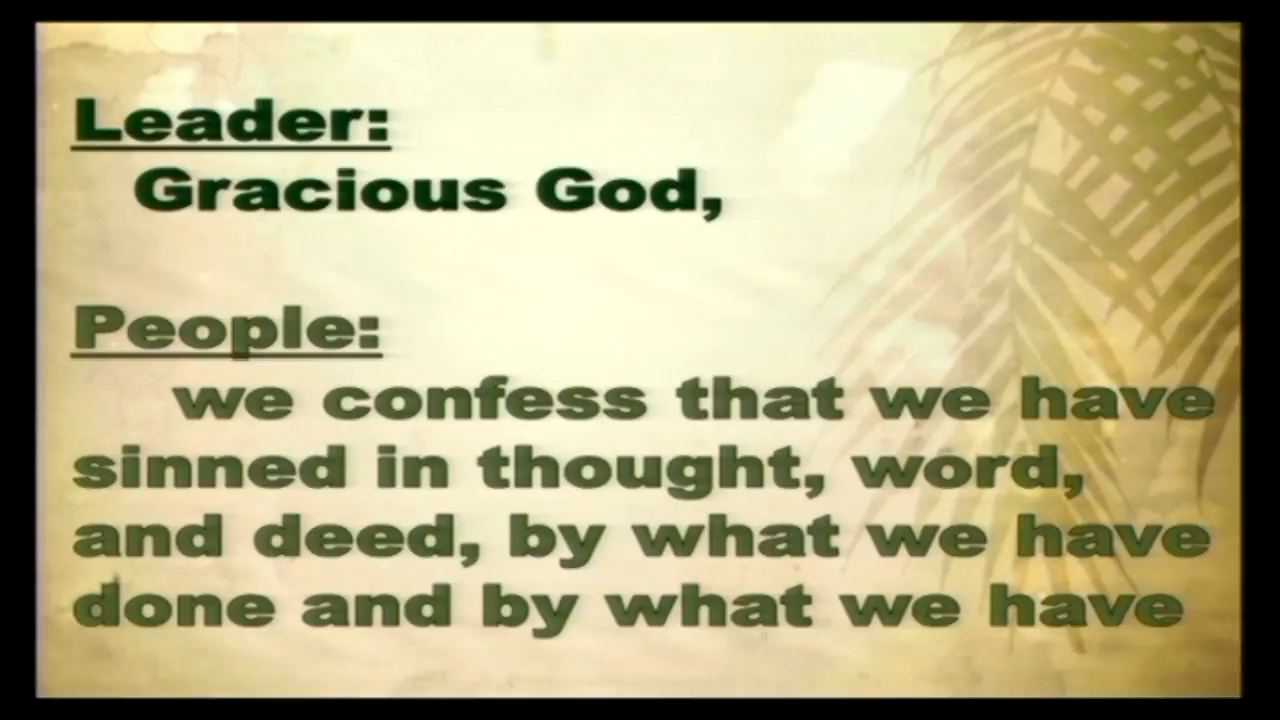 Leader:
Gracious God,
People:
we confess that we have
sinned in thought, word,
and deed, by what we have
done and by what we have